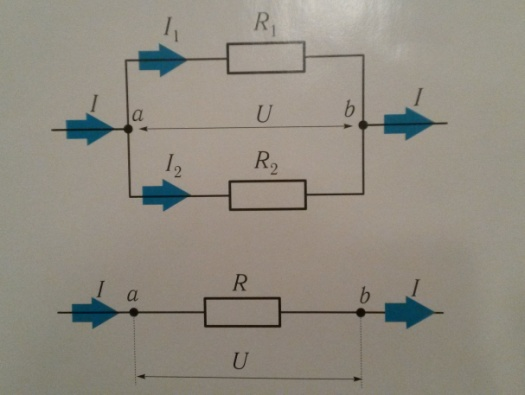 I₁ R₁
I a U b I
I₂ R₂
I a R b I
U